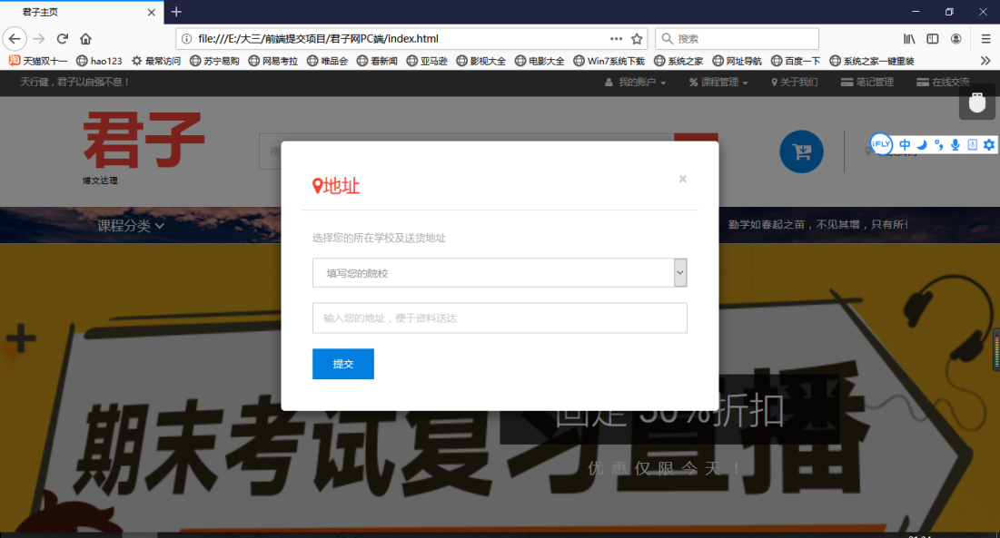 君子主页
file:///E:/大三/前端提交项目/君子网PC端/index.html
搜索
天猫双十一 hao123 最常访问 苏宁易购 网易考拉 唯品会 看新闻 亚马逊 影视大全 电影大全 Win7系统下载 系统之家 网址导航 百度一下 系统之家一键重装
天行健，君子以自强不息！ 我的账户 课程管理 关于我们 笔记管理 在线交流
君子
博文达理
搜
iFLY 中
课程分类
勤学如春起之苗，不见其增，只有所
地址
×
选择您的所在学校及送货地址
填写您的院校
输入您的地址，便于资料送达
提交
期末考试复习直播
50%折扣
优惠仅限今天！